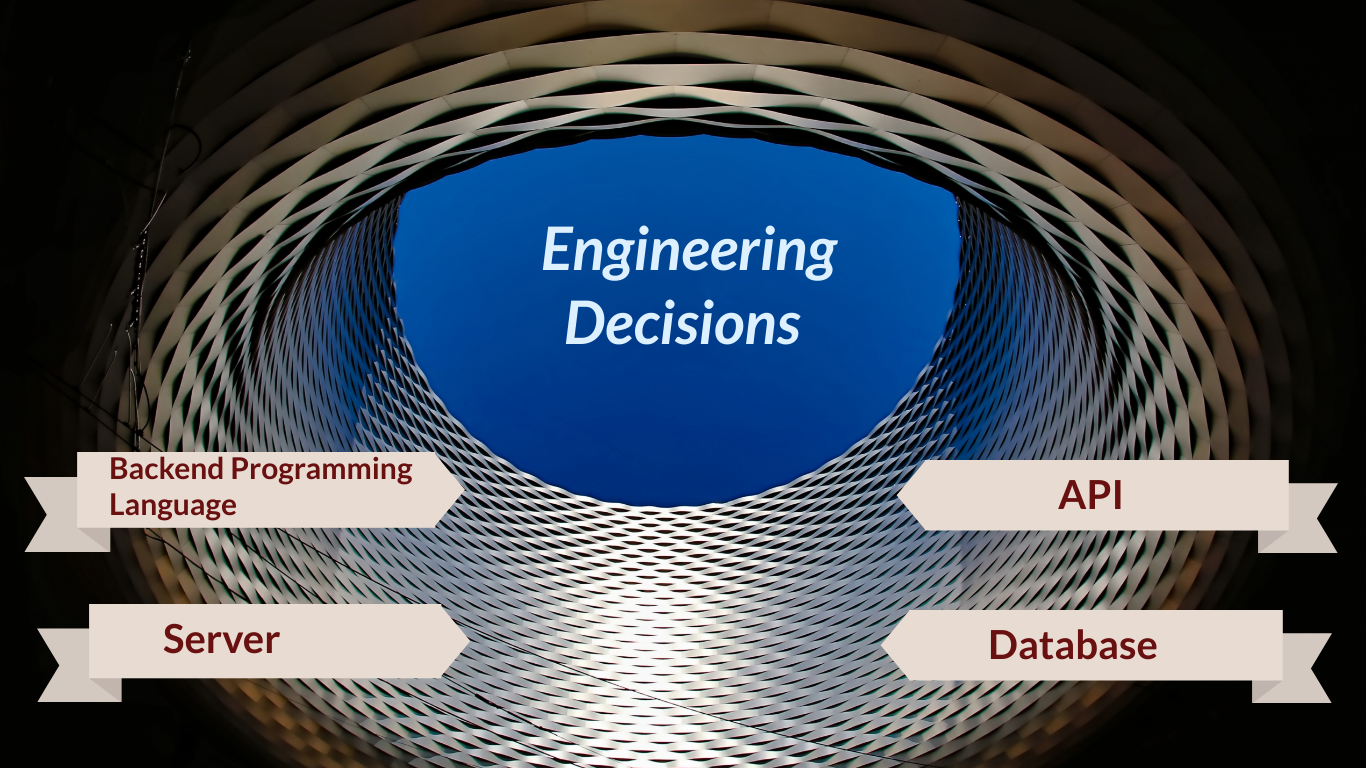 Engineering
Decisions
Backend Programming
Language
API
Server
Database